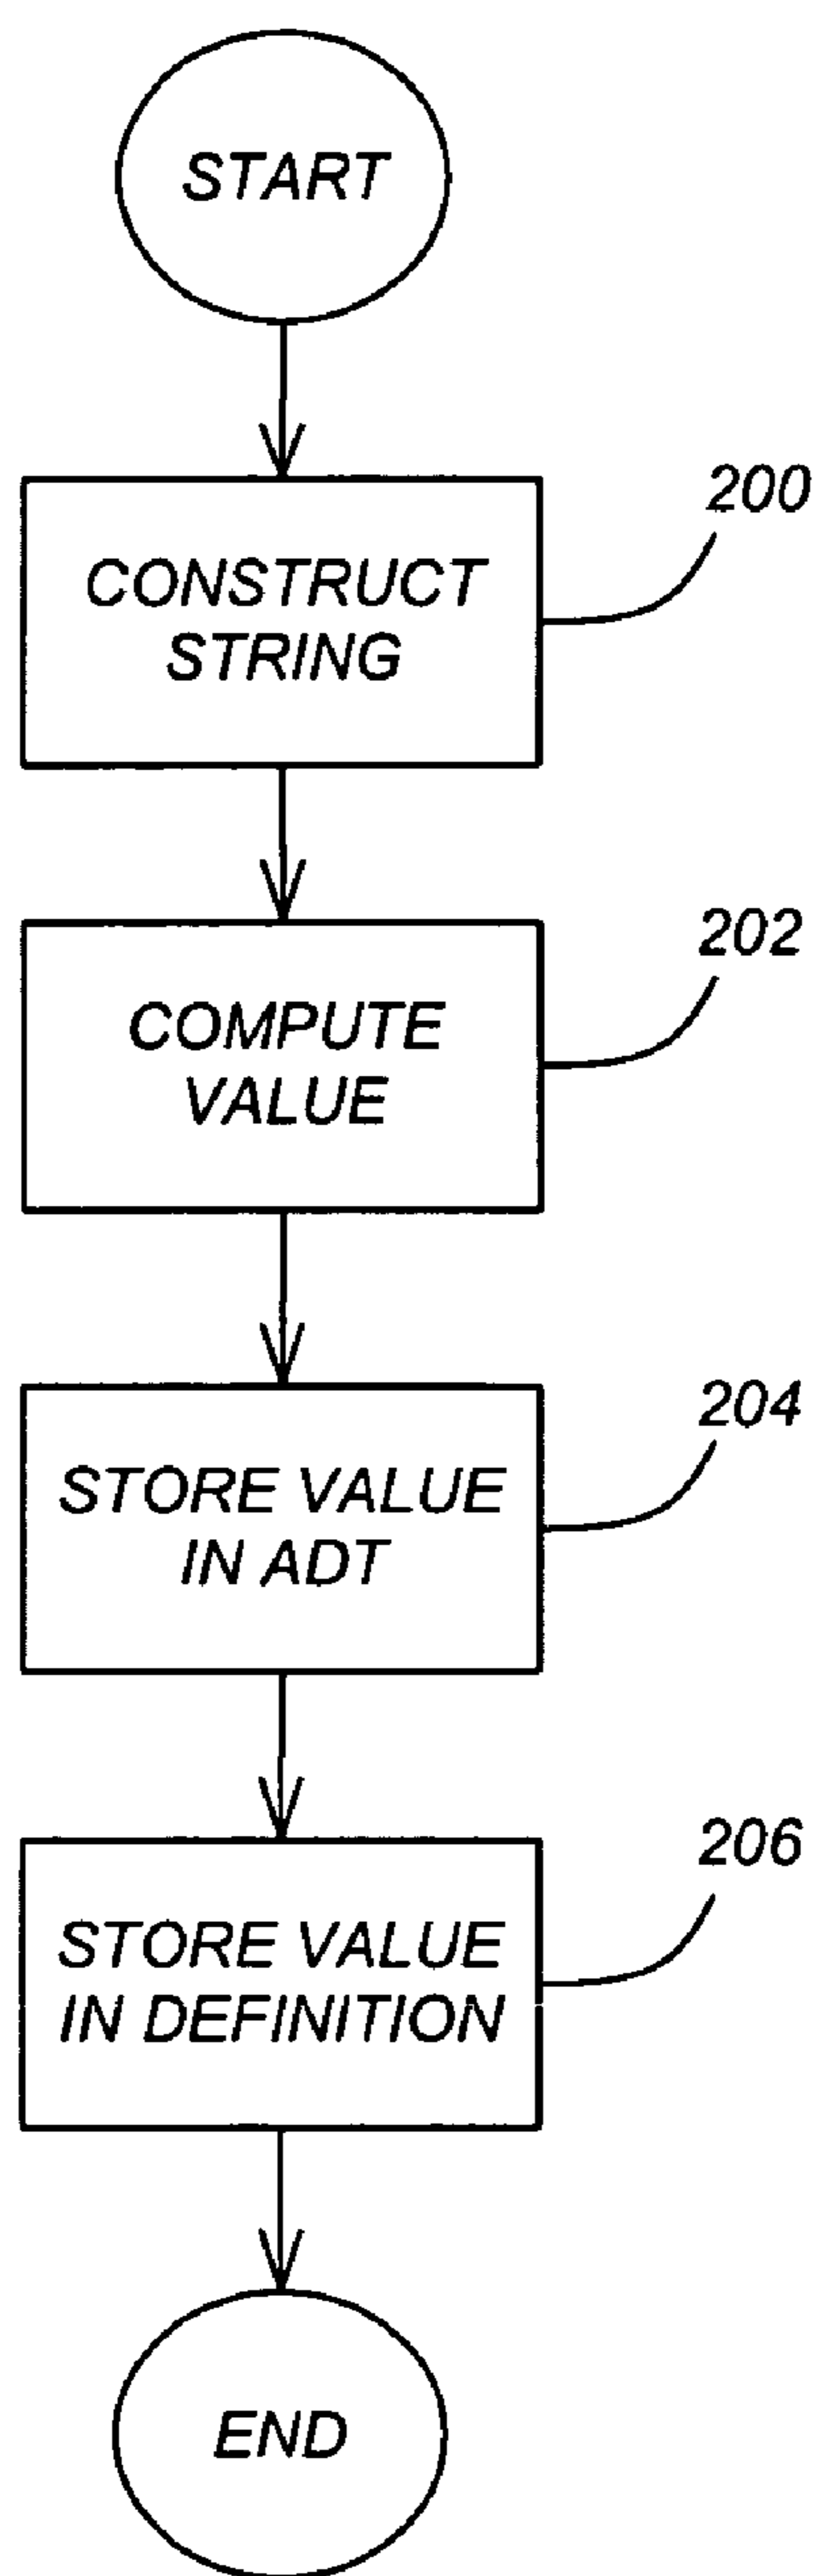 START
200
CONSTRUCT
STRING
202
COMPUTE
VALUE
204
STORE VALUE
IN ADT
206
STORE VALUE
IN DEFINITION
END